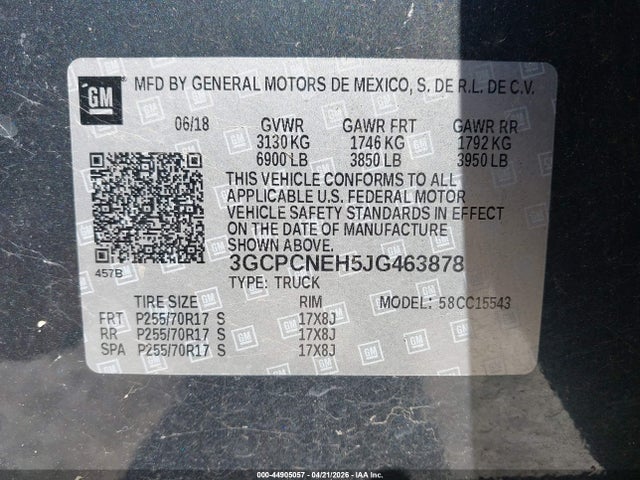 GM MFD BY GENERAL MOTORS DE MEXICO, S. DE R.L. DE C.V.
06/18 GVWR GAWR FRT GAWR RR
3130 KG 1746 KG 1792 KG
6900 LB 3850 LB 3950 LB
THIS VEHICLE CONFORMS TO ALL
APPLICABLE U.S. FEDERAL MOTOR
VEHICLE SAFETY STANDARDS IN EFFECT
ON THE DATE OF MANUFACTURE
SHOWN ABOVE.
457B 3GCPCNEH5JG463878
TYPE: TRUCK
TIRE SIZE RIM MODEL: 58CC15543
FRT P255/70R17 S 17X8J
RR P255/70R17 S 17X8J
SPA P255/70R17 S 17X8J
000-44905057 - 04/21/2026 - IAA Inc.